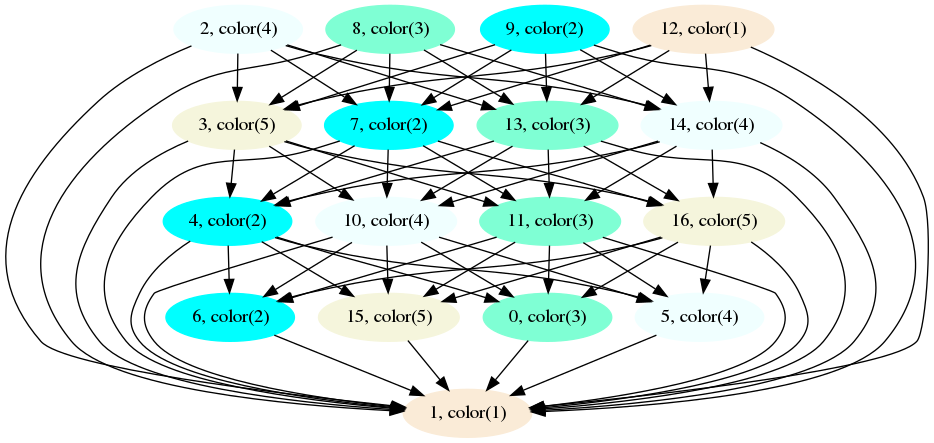 2, color(4)
8, color(3)
9, color(2)
12, color(1)
3, color(5)
7, color(2)
13, color(3)
14, color(4)
4, color(2)
10, color(4)
11, color(3)
16, color(5)
6, color(2)
15, color(5)
0, color(3)
5, color(4)
1, color(1)